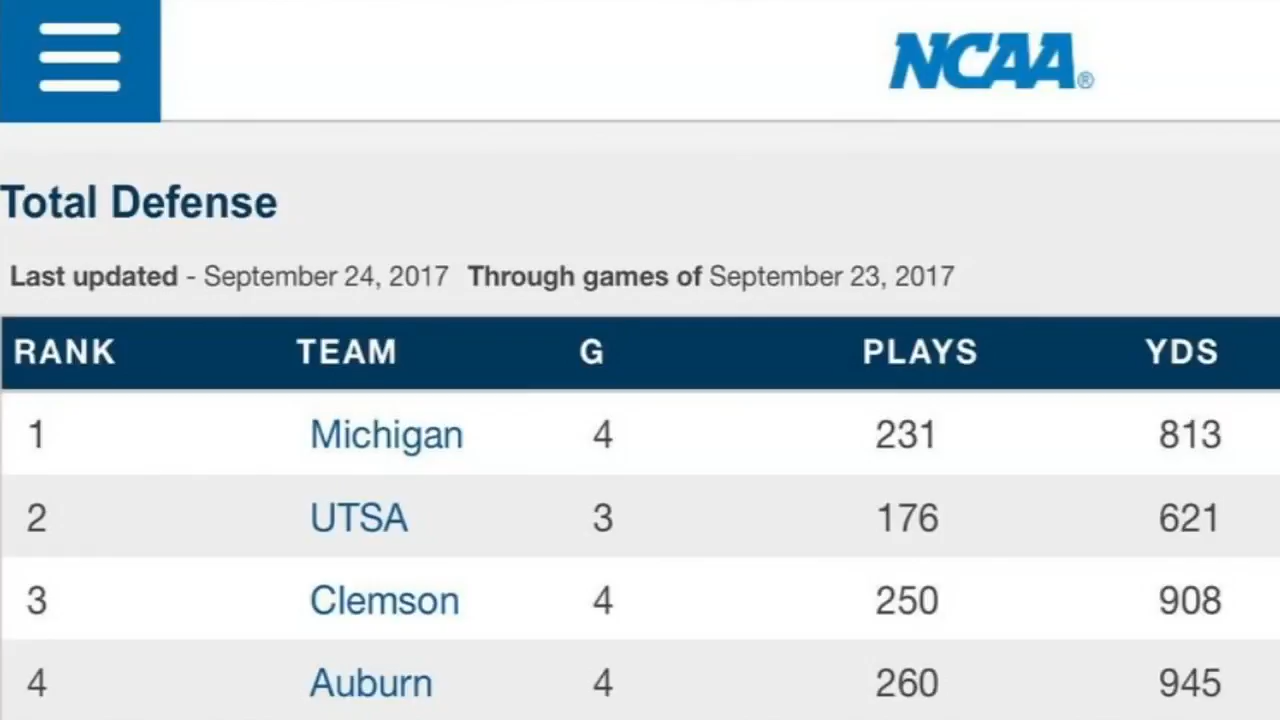 NCAA®
Total Defense
Last updated - September 24, 2017 Through games of September 23, 2017
RANK TEAM G PLAYS YDS
1 Michigan 4 231 813
2 UTSA 3 176 621
3 Clemson 4 250 908
4 Auburn 4 260 945